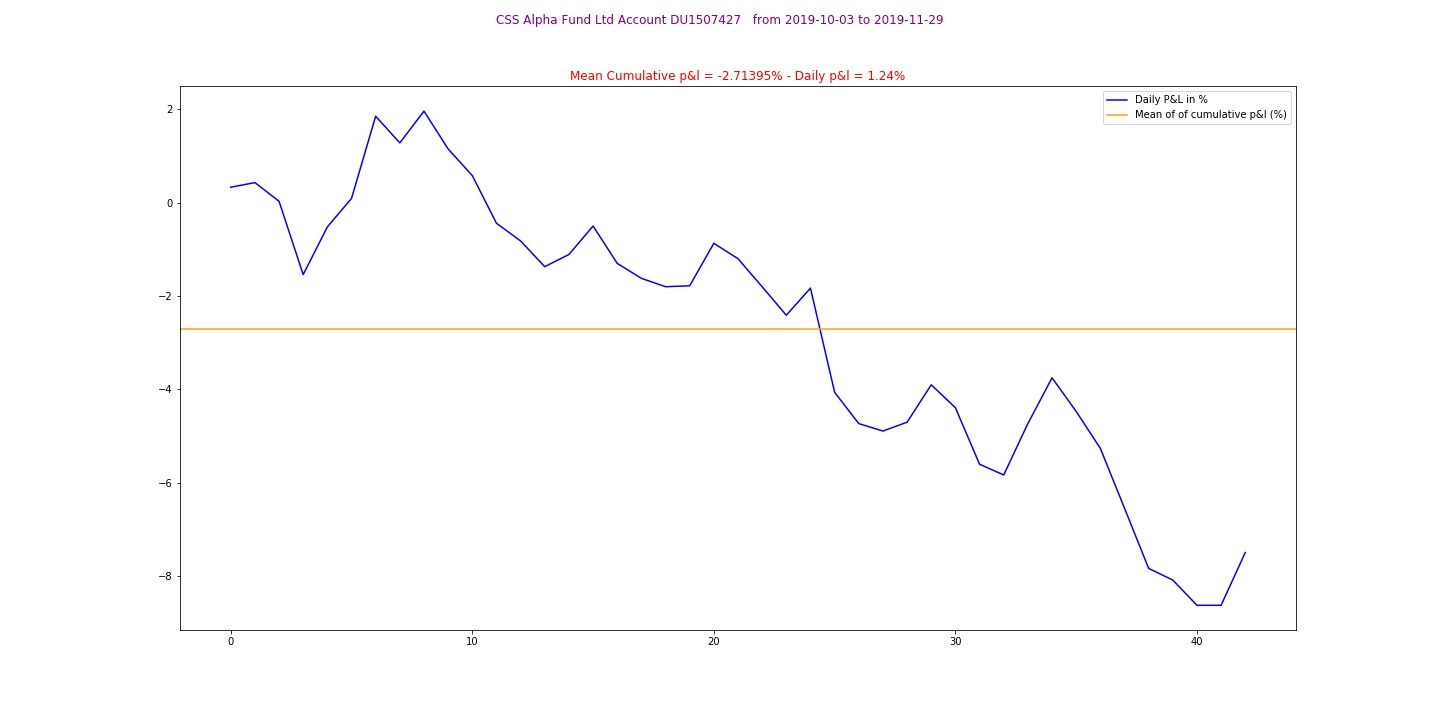 CSS Alpha Fund Ltd Account DU1507427   from 2019-10-03 to 2019-11-29
Mean Cumulative p&l = -2.71395% - Daily p&l = 1.24%
Daily P&L in %
Mean of of cumulative p&l (%)
2
0
−2
−4
−6
−8
0 10 20 30 40